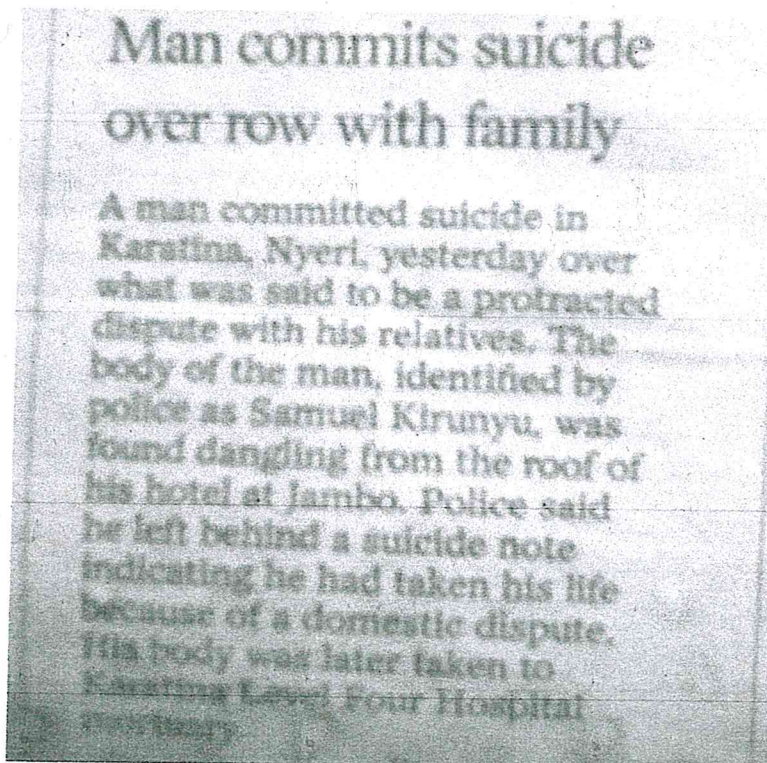 Man commits suicide
over row with family
A man committed suicide in
Karatina, Nyeri, yesterday over
what was said to be a protracted
dispute with his relatives. The
body of the man, identified by
police as Samuel Kirunyu, was
found dangling from the roof of
his hotel at Jambo. Police said
he left behind a suicide note
indicating he had taken his life
because of a domestic dispute.
His body was later taken to
Karatina Level Four Hospital
mortuary.